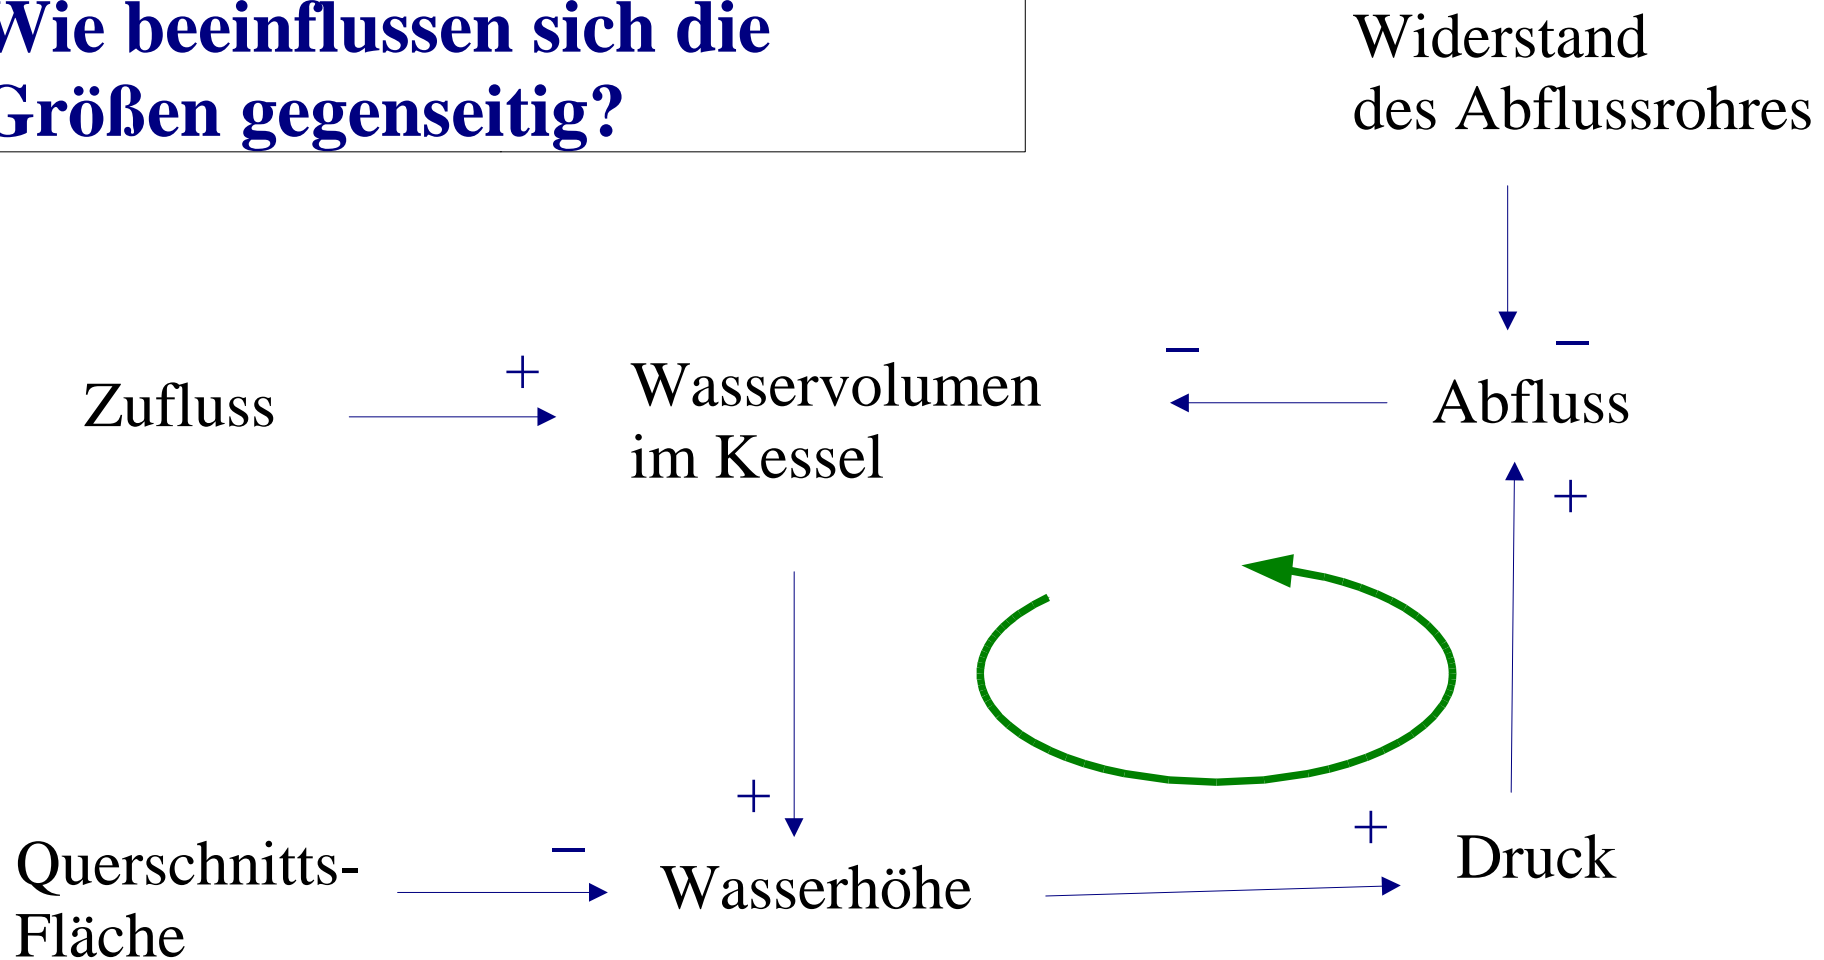 Wie beeinflussen sich die
Größen gegenseitig?
Widerstand
des Abflussrohres
Zufluss
+
Wasservolumen
im Kessel
–
–
Abfluss
+
+
Querschnitts-
Fläche
–
Wasserhöhe
+
Druck